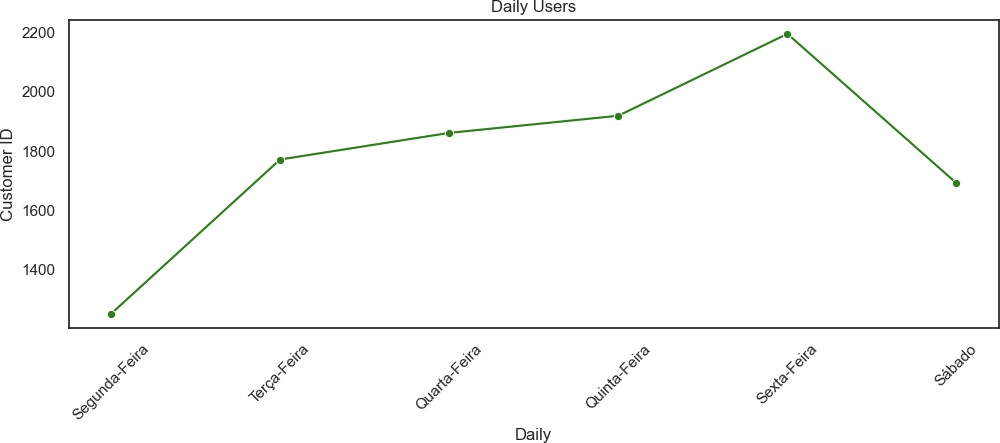 Daily Users
Customer ID
2200
2000
1800
1600
1400
Segunda-Feira
Terça-Feira
Quarta-Feira
Quinta-Feira
Sexta-Feira
Sábado
Daily